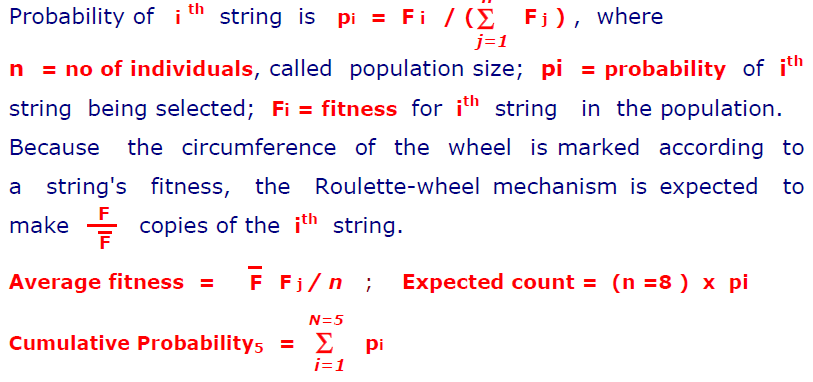 n
Probability of i th string is pi = Fi / (Σ Fj) , where
j=1
n = no of individuals, called population size; pi = probability of ith
string being selected; Fi = fitness for ith string in the population.
Because the circumference of the wheel is marked according to
a string's fitness, the Roulette-wheel mechanism is expected to
make F / F̅ copies of the ith string.
Average fitness = F̅ Fj / n ; Expected count = (n =8 ) x pi
N=5
Cumulative Probability5 = Σ pi
i=1